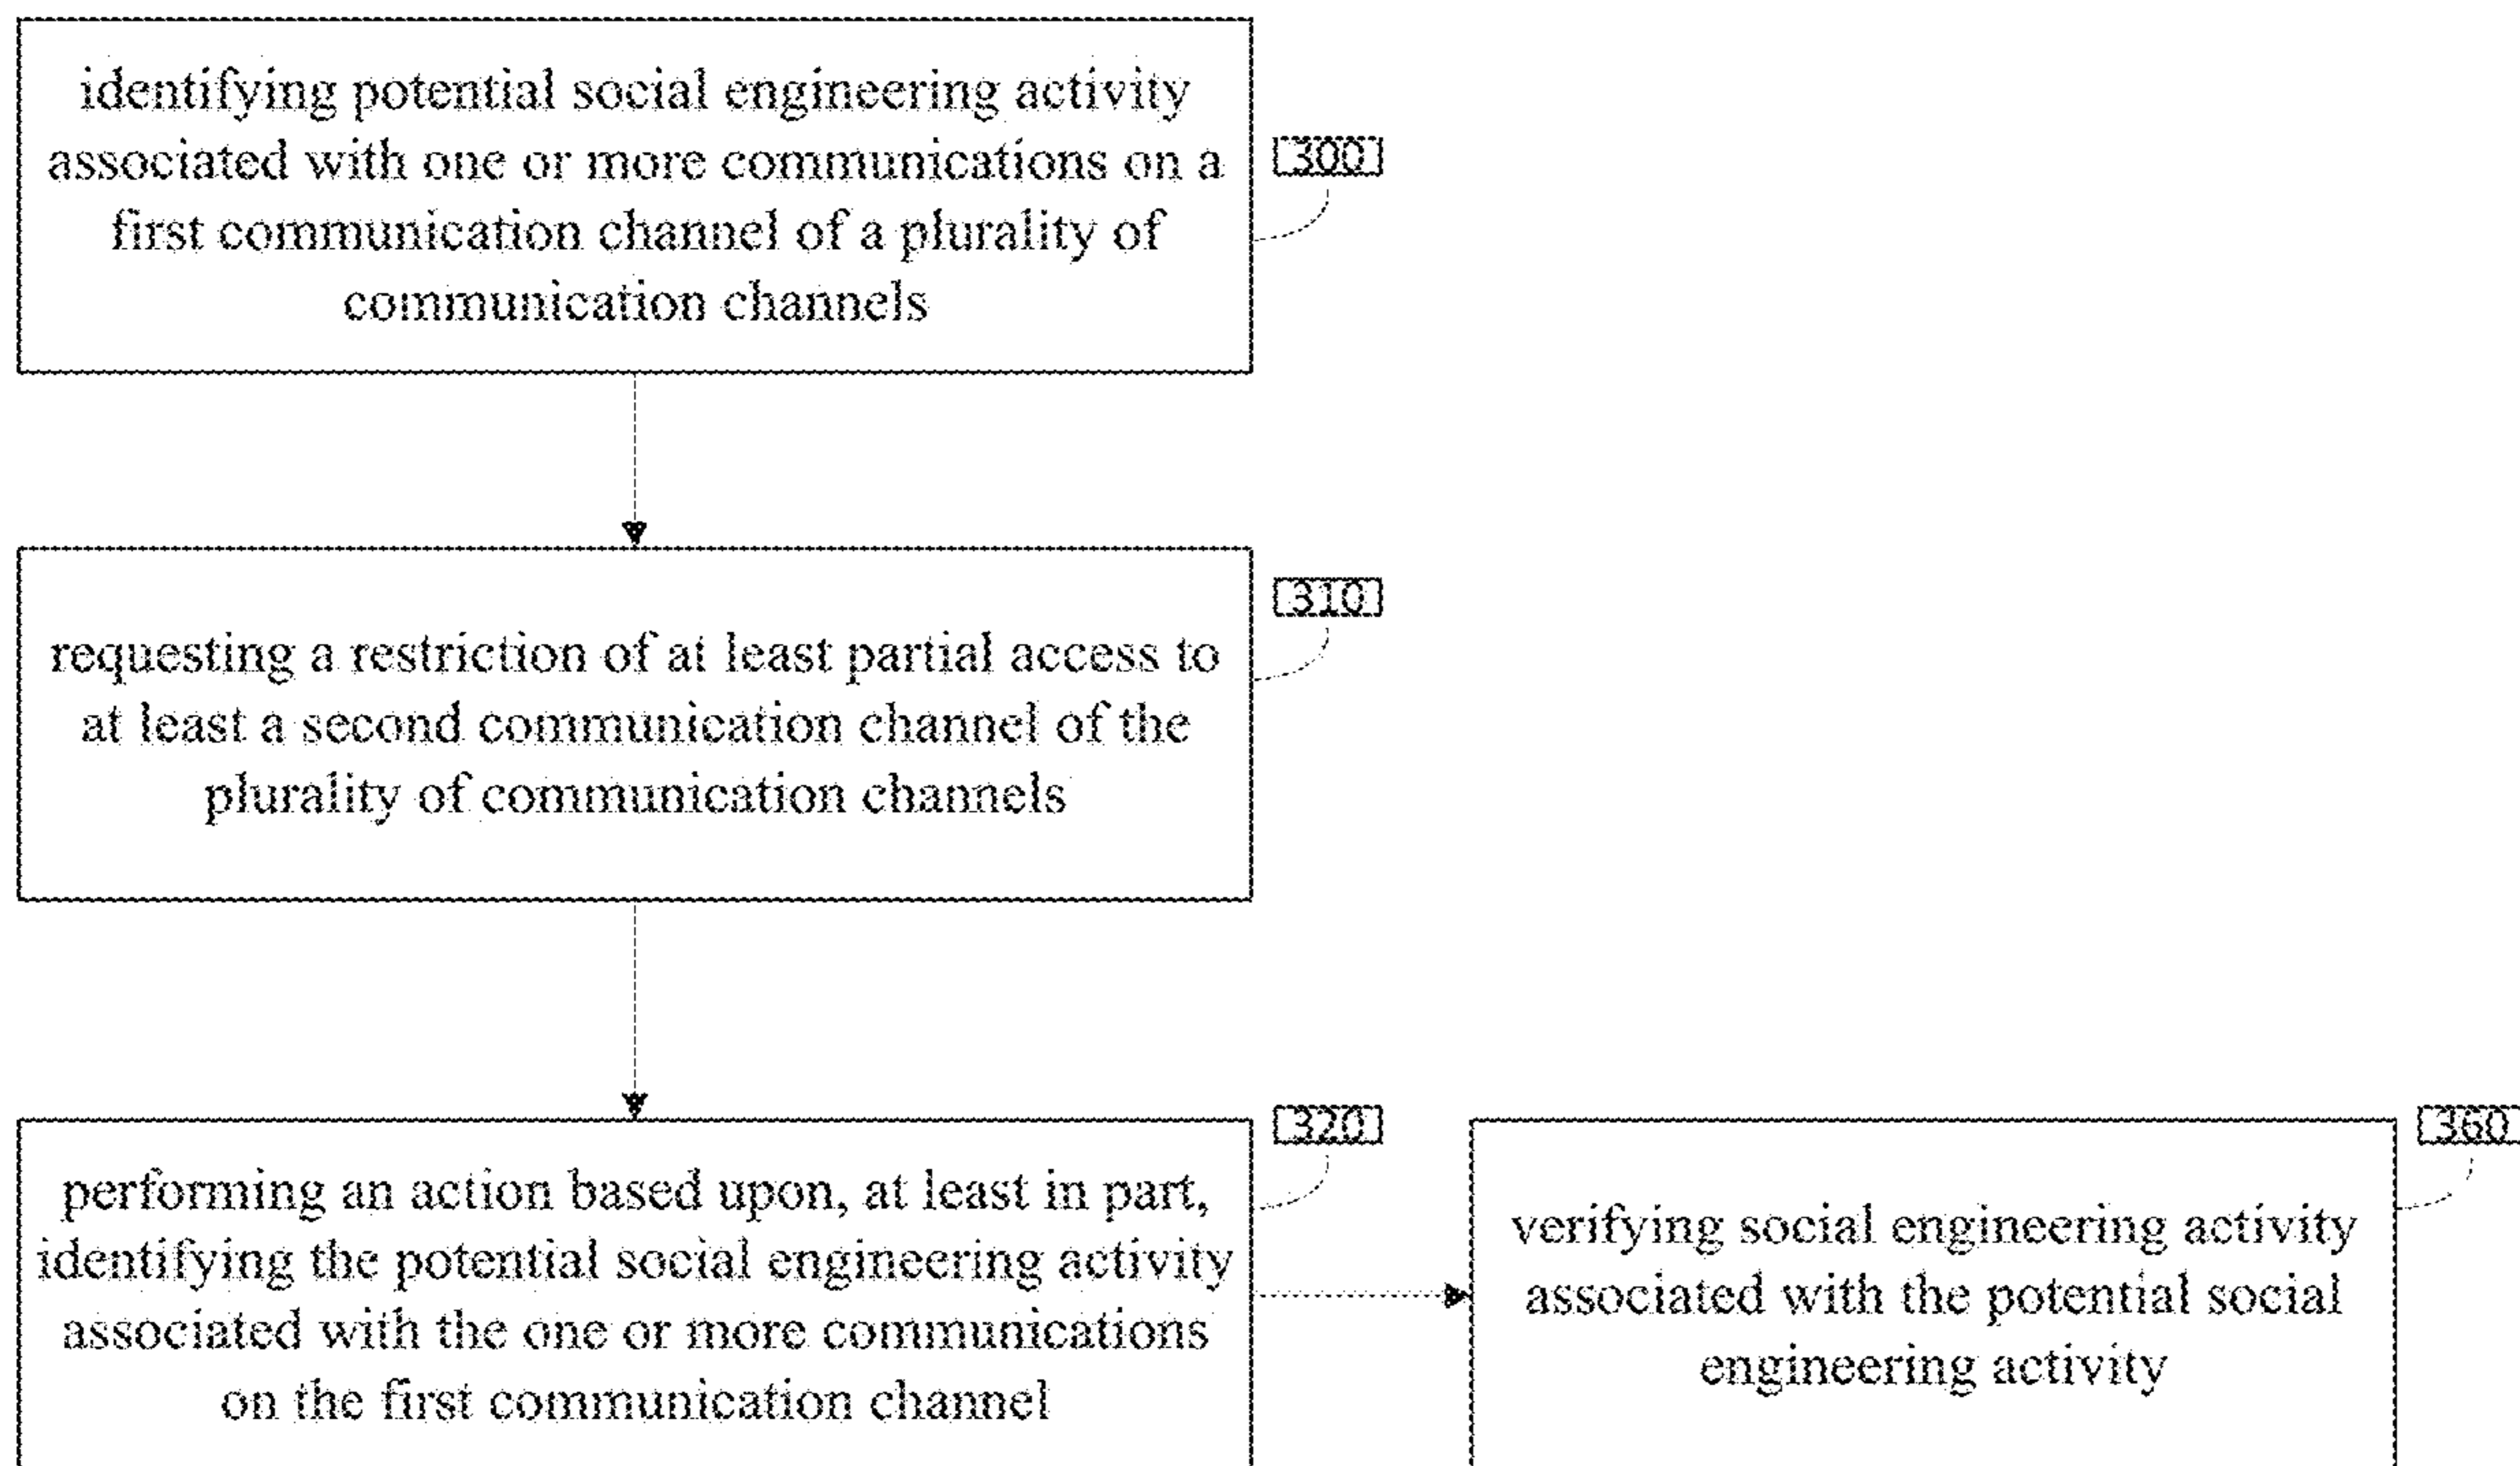 identifying potential social engineering activity
associated with one or more communications on a
first communication channel of a plurality of
communication channels
300
requesting a restriction of at least partial access to
at least a second communication channel of the
plurality of communication channels
310
performing an action based upon, at least in part,
identifying the potential social engineering activity
associated with the one or more communications
on the first communication channel
320
verifying social engineering activity
associated with the potential social
engineering activity
360